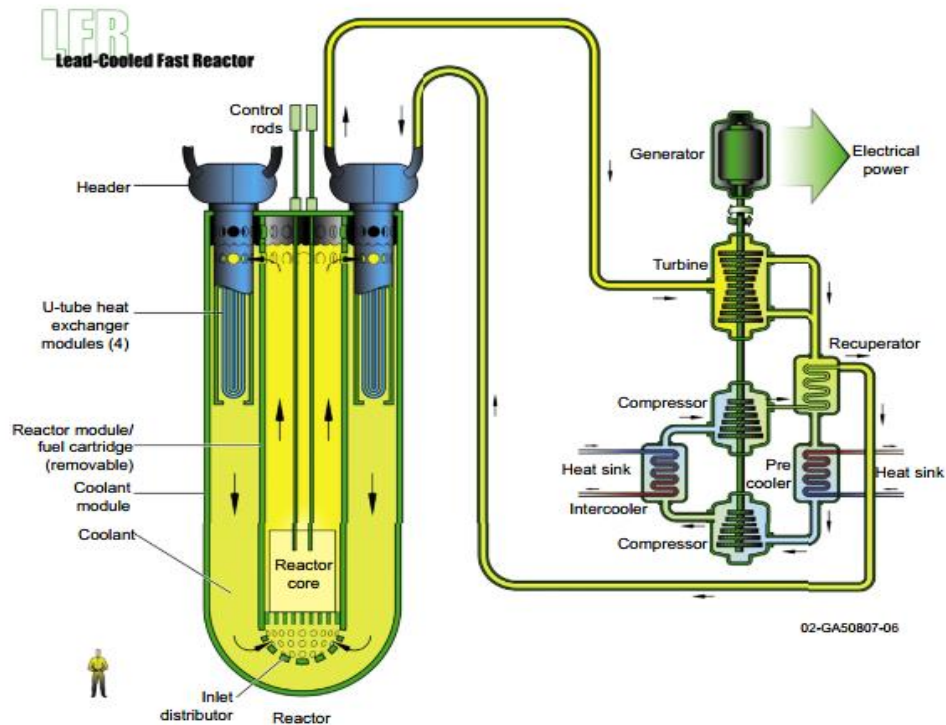 LFR
Lead-Cooled Fast Reactor
Control
rods
Header
U-tube heat
exchanger
modules (4)
Reactor module/
fuel cartridge
(removable)
Coolant
module
Coolant
Reactor
core
Inlet
distributor
Reactor
Generator
Electrical
power
Turbine
Recuperator
Compressor
Heat sink
Intercooler
Pre
cooler
Heat sink
Compressor
02-GA50807-06